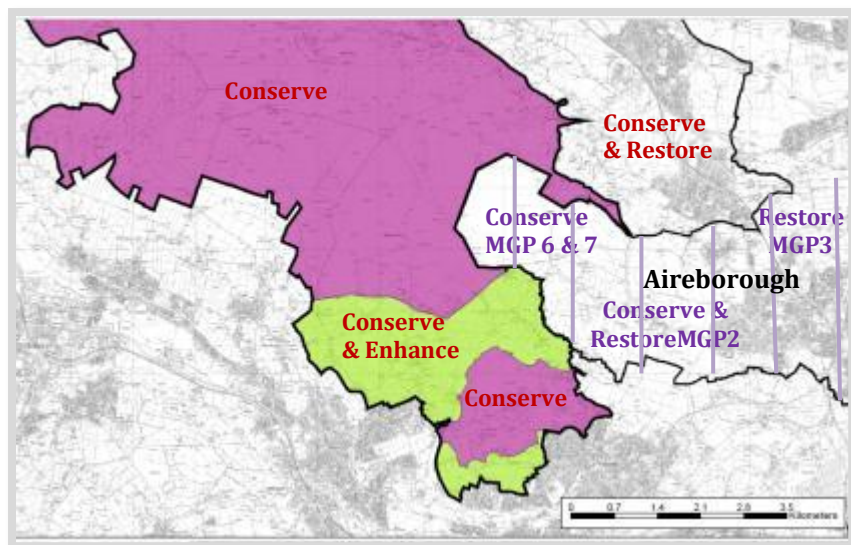 Conserve
Conserve
& Restore
Conserve
MGP 6 & 7
Restore
MGP3
Aireborough
Conserve &
RestoreMGP2
Conserve
& Enhance
Conserve
0 0.7 1.4 2.1 2.8 3.5
Kilometers